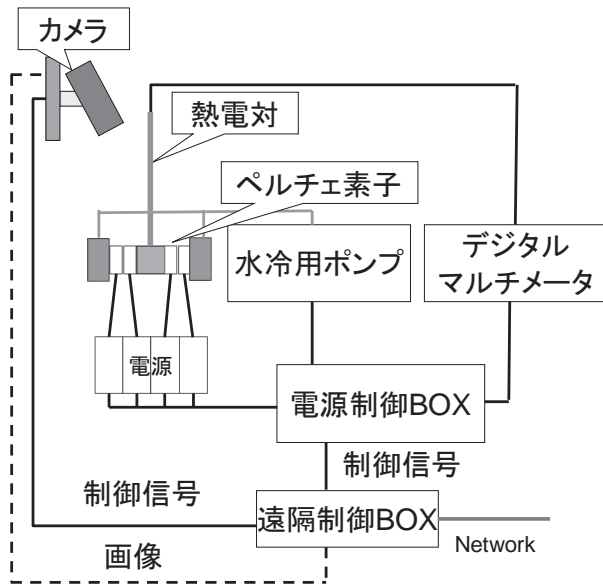 カメラ
熱電対
ペルチェ素子
水冷用ポンプ
デジタル
マルチメータ
電源
電源制御BOX
制御信号
制御信号
遠隔制御BOX
Network
画像